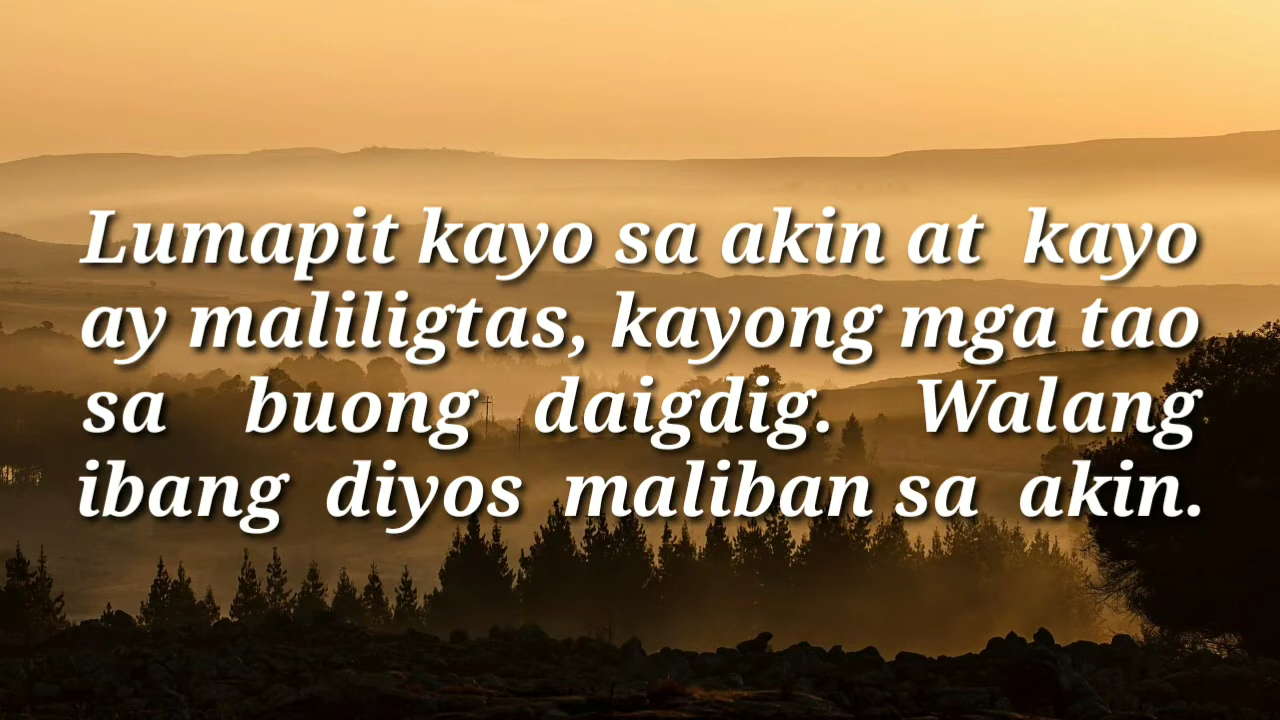 Lumapit kayo sa akin at kayo
ay maliligtas, kayong mga tao
sa buong daigdig. Walang
ibang diyos maliban sa akin.